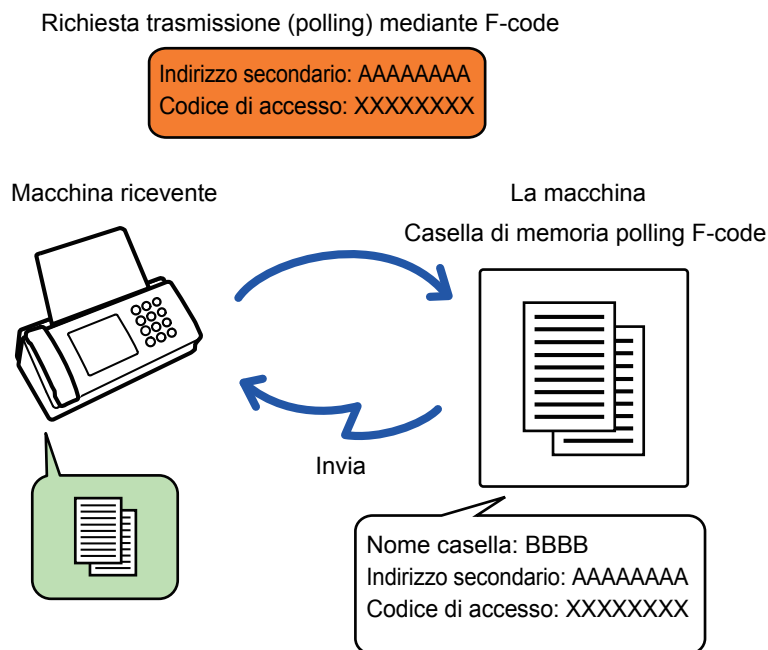 Richiesta trasmissione (polling) mediante F-code
Indirizzo secondario: AAAAAAAA
Codice di accesso: XXXXXXXX
Macchina ricevente
La macchina
Casella di memoria polling F-code
Invia
Nome casella: BBBB
Indirizzo secondario: AAAAAAAA
Codice di accesso: XXXXXXXX